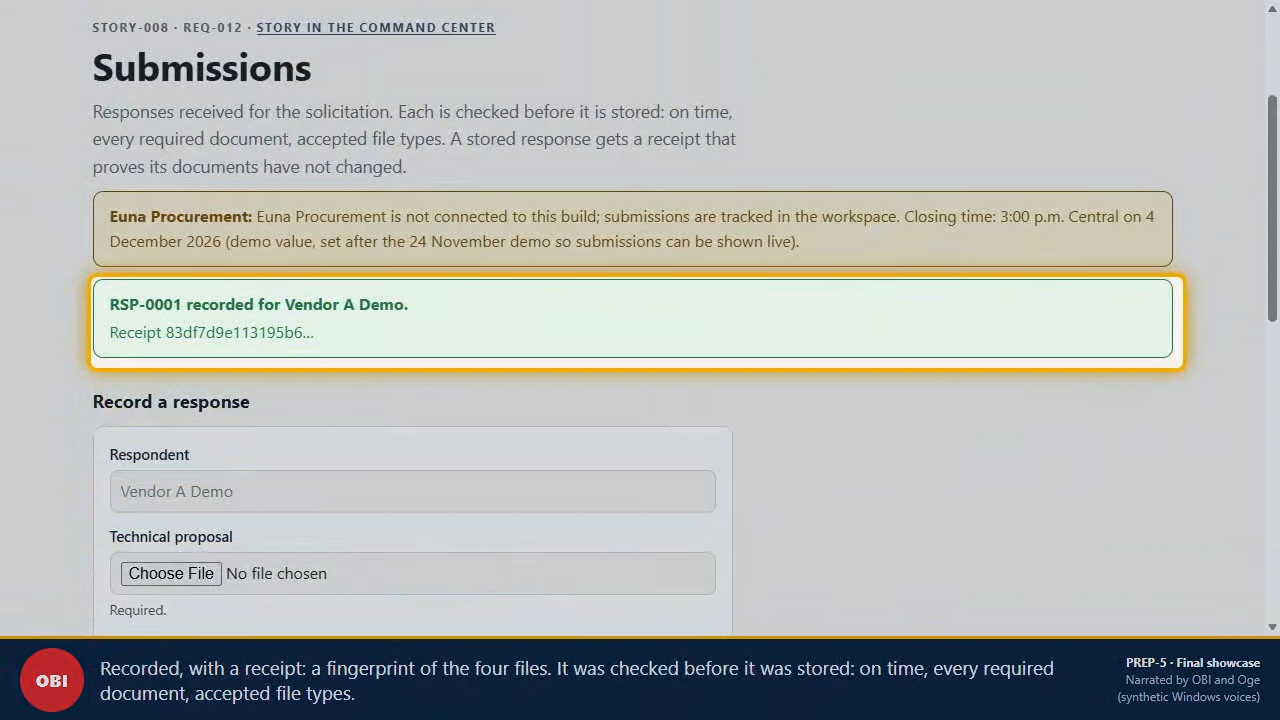 STORY-008 · REQ-012 · STORY IN THE COMMAND CENTER
Submissions
Responses received for the solicitation. Each is checked before it is stored: on time,
every required document, accepted file types. A stored response gets a receipt that
proves its documents have not changed.
Euna Procurement: Euna Procurement is not connected to this build; submissions are tracked in the workspace. Closing time: 3:00 p.m. Central on 4
December 2026 (demo value, set after the 24 November demo so submissions can be shown live).
RSP-0001 recorded for Vendor A Demo.
Receipt 83df7d9e113195b6...
Record a response
Respondent
Vendor A Demo
Technical proposal
Choose File No file chosen
Required.
OBI
Recorded, with a receipt: a fingerprint of the four files. It was checked before it was stored: on time, every required
document, accepted file types.
PREP-5 · Final showcase
Narrated by OBI and Oge
(synthetic Windows voices)